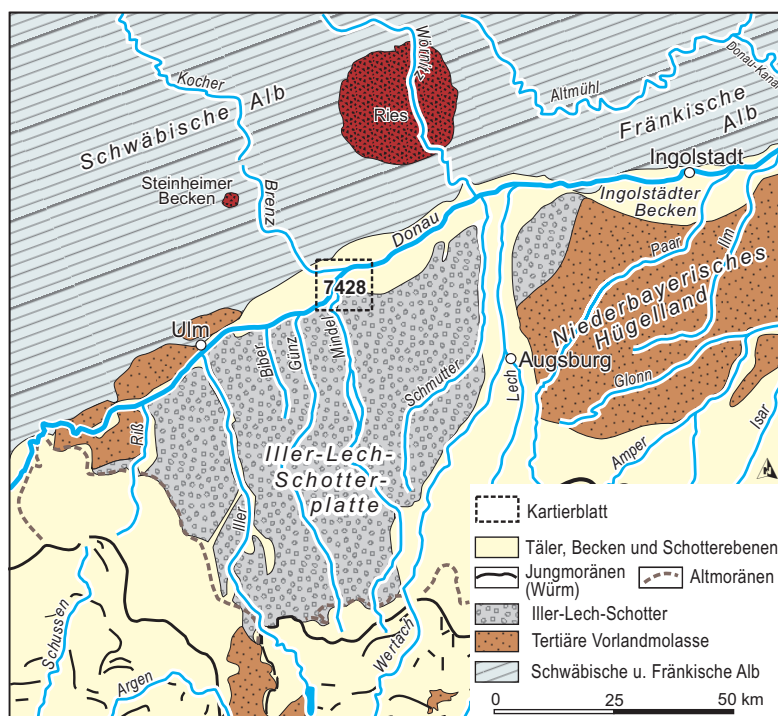 Kocher
Schwäbische Alb
Wörnitz
Ries
Altmühl
Donau-Kanal
Fränkische
Alb
Steinheimer
Becken
Brenz
Donau
Ingolstadt
Ingolstädter
Becken
7428
Ulm
Biber
Günz
Mindel
Paar
Ilm
Niederbayerisches
Hügelland
Schmutter
Augsburg
Lech
Glonn
Riß
Iller-Lech-
Schotter-
platte
Iller
Amper
Isar
Schussen
Argen
Wertach
Kartierblatt
Täler, Becken und Schotterebenen
Jungmoränen
(Würm)
Altmoränen
Iller-Lech-Schotter
Tertiäre Vorlandmolasse
Schwäbische u. Fränkische Alb
0 25 50 km